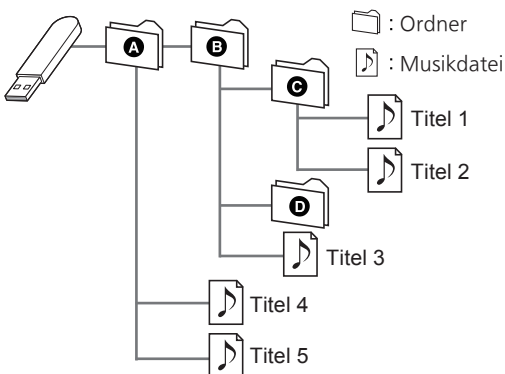 A
B
: Ordner
: Musikdatei
C
Titel 1
Titel 2
D
Titel 3
Titel 4
Titel 5